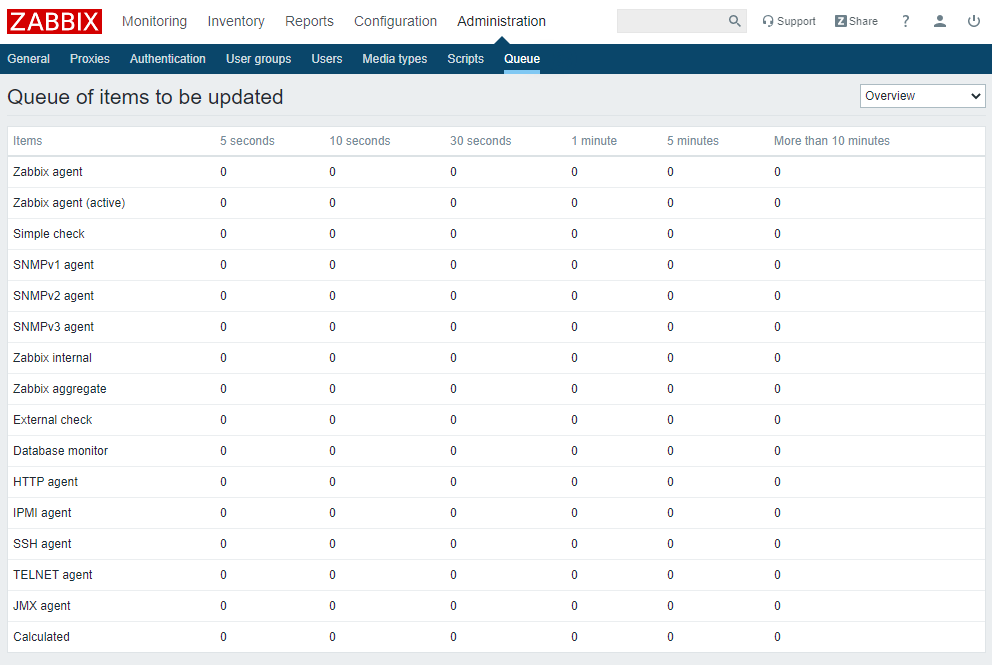 ZABBIX Monitoring Inventory Reports Configuration Administration Support Z Share ?
General Proxies Authentication User groups Users Media types Scripts Queue
Queue of items to be updated Overview
Items 5 seconds 10 seconds 30 seconds 1 minute 5 minutes More than 10 minutes
Zabbix agent 0 0 0 0 0 0
Zabbix agent (active) 0 0 0 0 0 0
Simple check 0 0 0 0 0 0
SNMPv1 agent 0 0 0 0 0 0
SNMPv2 agent 0 0 0 0 0 0
SNMPv3 agent 0 0 0 0 0 0
Zabbix internal 0 0 0 0 0 0
Zabbix aggregate 0 0 0 0 0 0
External check 0 0 0 0 0 0
Database monitor 0 0 0 0 0 0
HTTP agent 0 0 0 0 0 0
IPMI agent 0 0 0 0 0 0
SSH agent 0 0 0 0 0 0
TELNET agent 0 0 0 0 0 0
JMX agent 0 0 0 0 0 0
Calculated 0 0 0 0 0 0